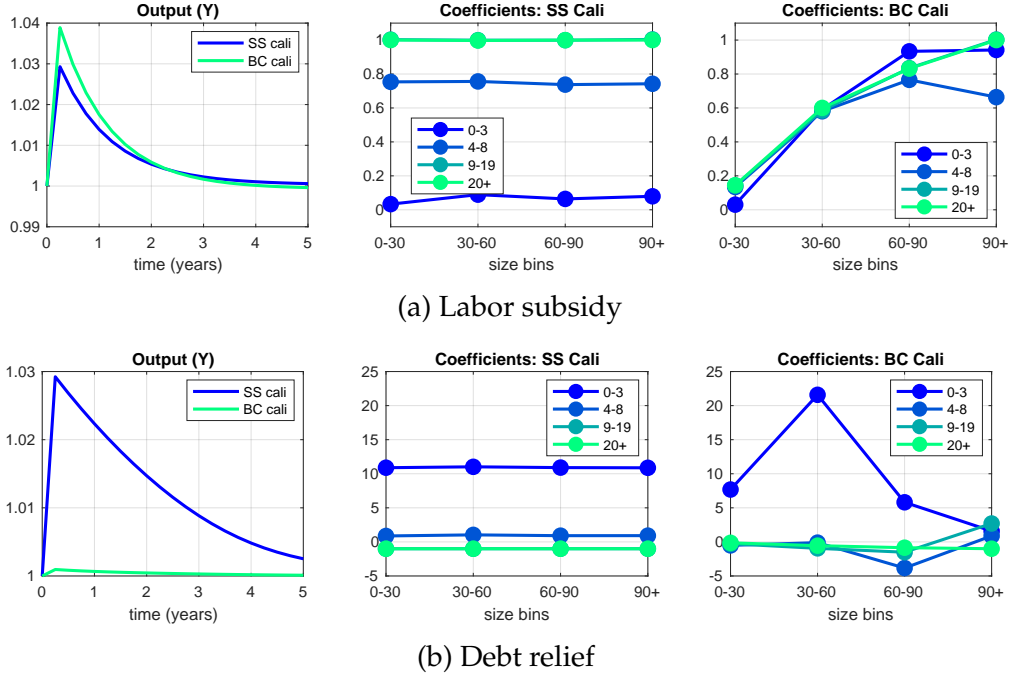 Output (Y)
1.04
1.03
1.02
1.01
1
0.99
0 1 2 3 4 5
time (years)
SS cali
BC cali
Coefficients: SS Cali
1
0.8
0.6
0.4
0.2
0
0-30 30-60 60-90 90+
size bins
0-3
4-8
9-19
20+
Coefficients: BC Cali
1
0.8
0.6
0.4
0.2
0
0-30 30-60 60-90 90+
size bins
0-3
4-8
9-19
20+
(a) Labor subsidy
Output (Y)
1.03
1.02
1.01
1
0 1 2 3 4 5
time (years)
SS cali
BC cali
Coefficients: SS Cali
25
20
15
10
5
0
-5
0-30 30-60 60-90 90+
size bins
0-3
4-8
9-19
20+
Coefficients: BC Cali
25
20
15
10
5
0
-5
0-30 30-60 60-90 90+
size bins
0-3
4-8
9-19
20+
(b) Debt relief